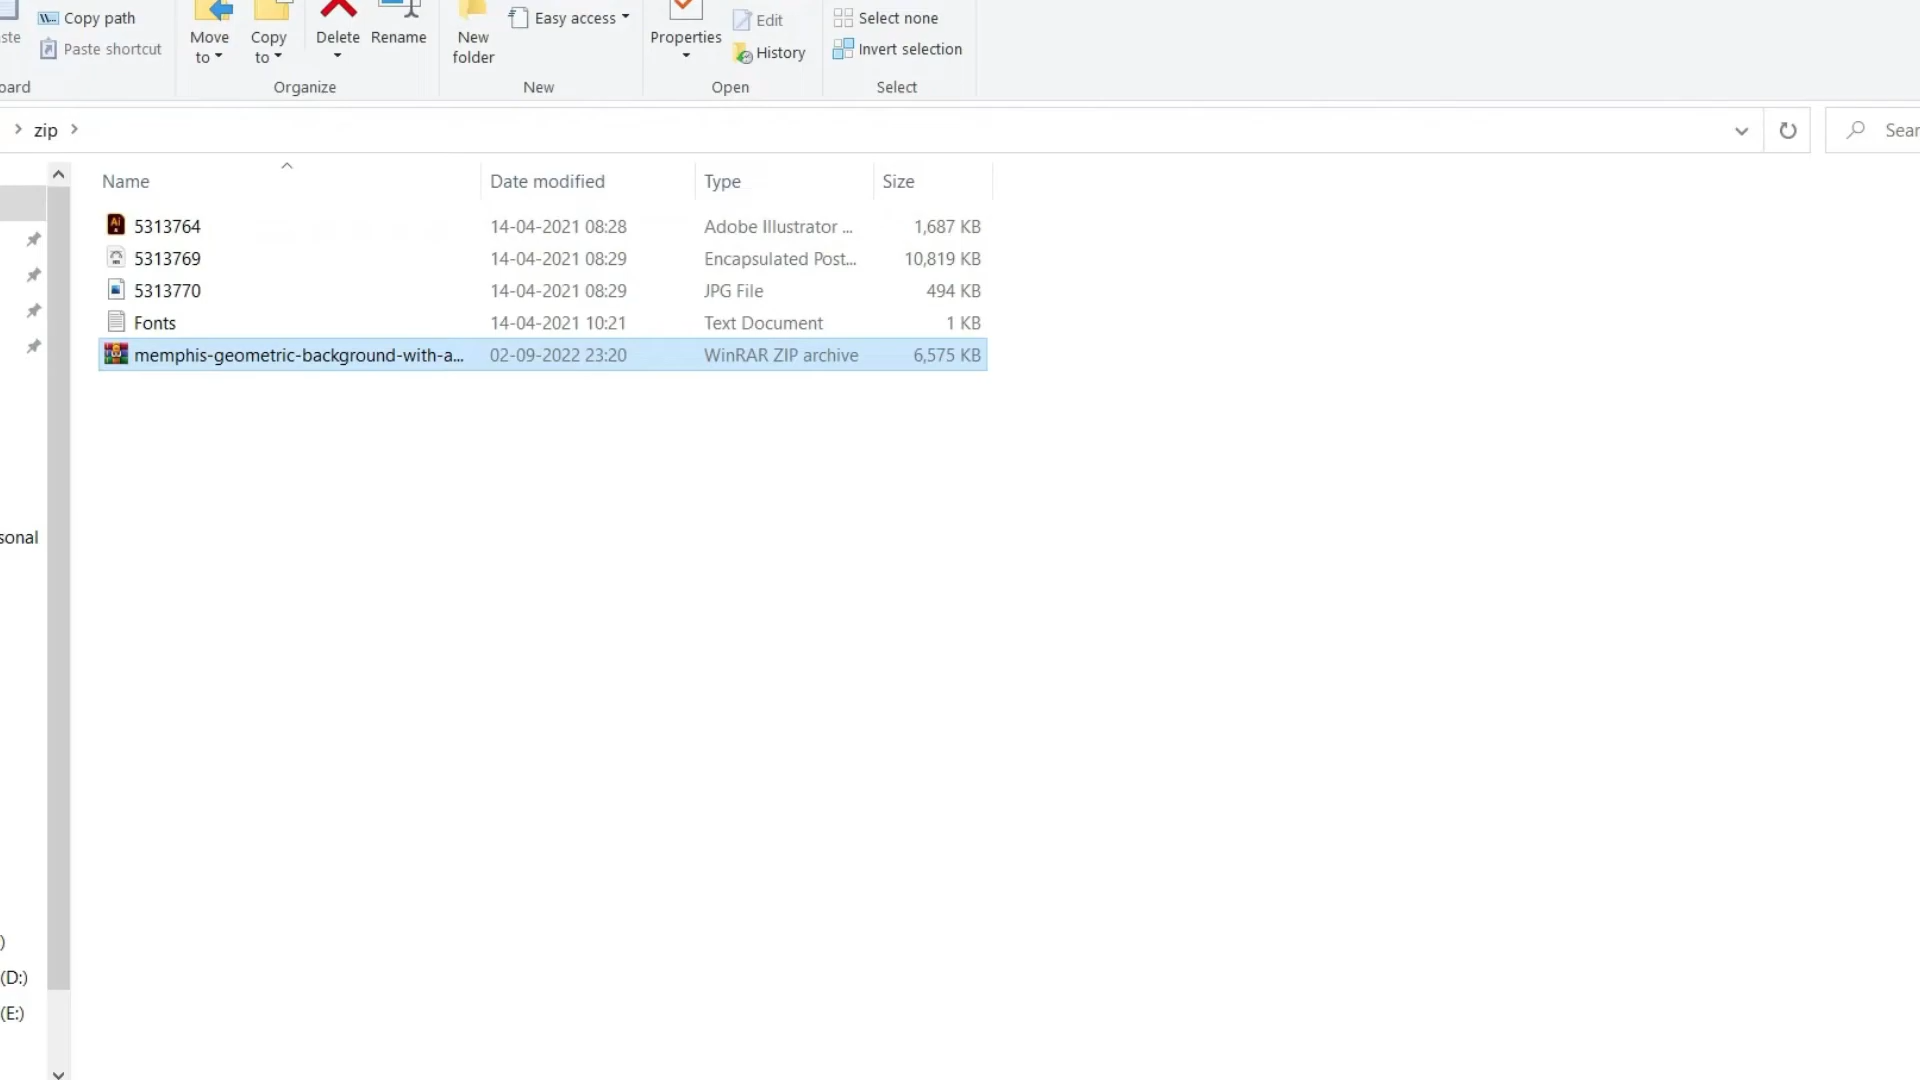 Copy path
Paste shortcut
Move to
Copy to
Delete
Rename
New folder
Easy access
Properties
Edit
History
Select none
Invert selection
Organize
New
Open
Select
zip
Name Date modified Type Size
5313764 14-04-2021 08:28 Adobe Illustrator ... 1,687 KB
5313769 14-04-2021 08:29 Encapsulated Post... 10,819 KB
5313770 14-04-2021 08:29 JPG File 494 KB
Fonts 14-04-2021 10:21 Text Document 1 KB
memphis-geometric-background-with-a... 02-09-2022 23:20 WinRAR ZIP archive 6,575 KB
sonal
)
(D:)
(E:)